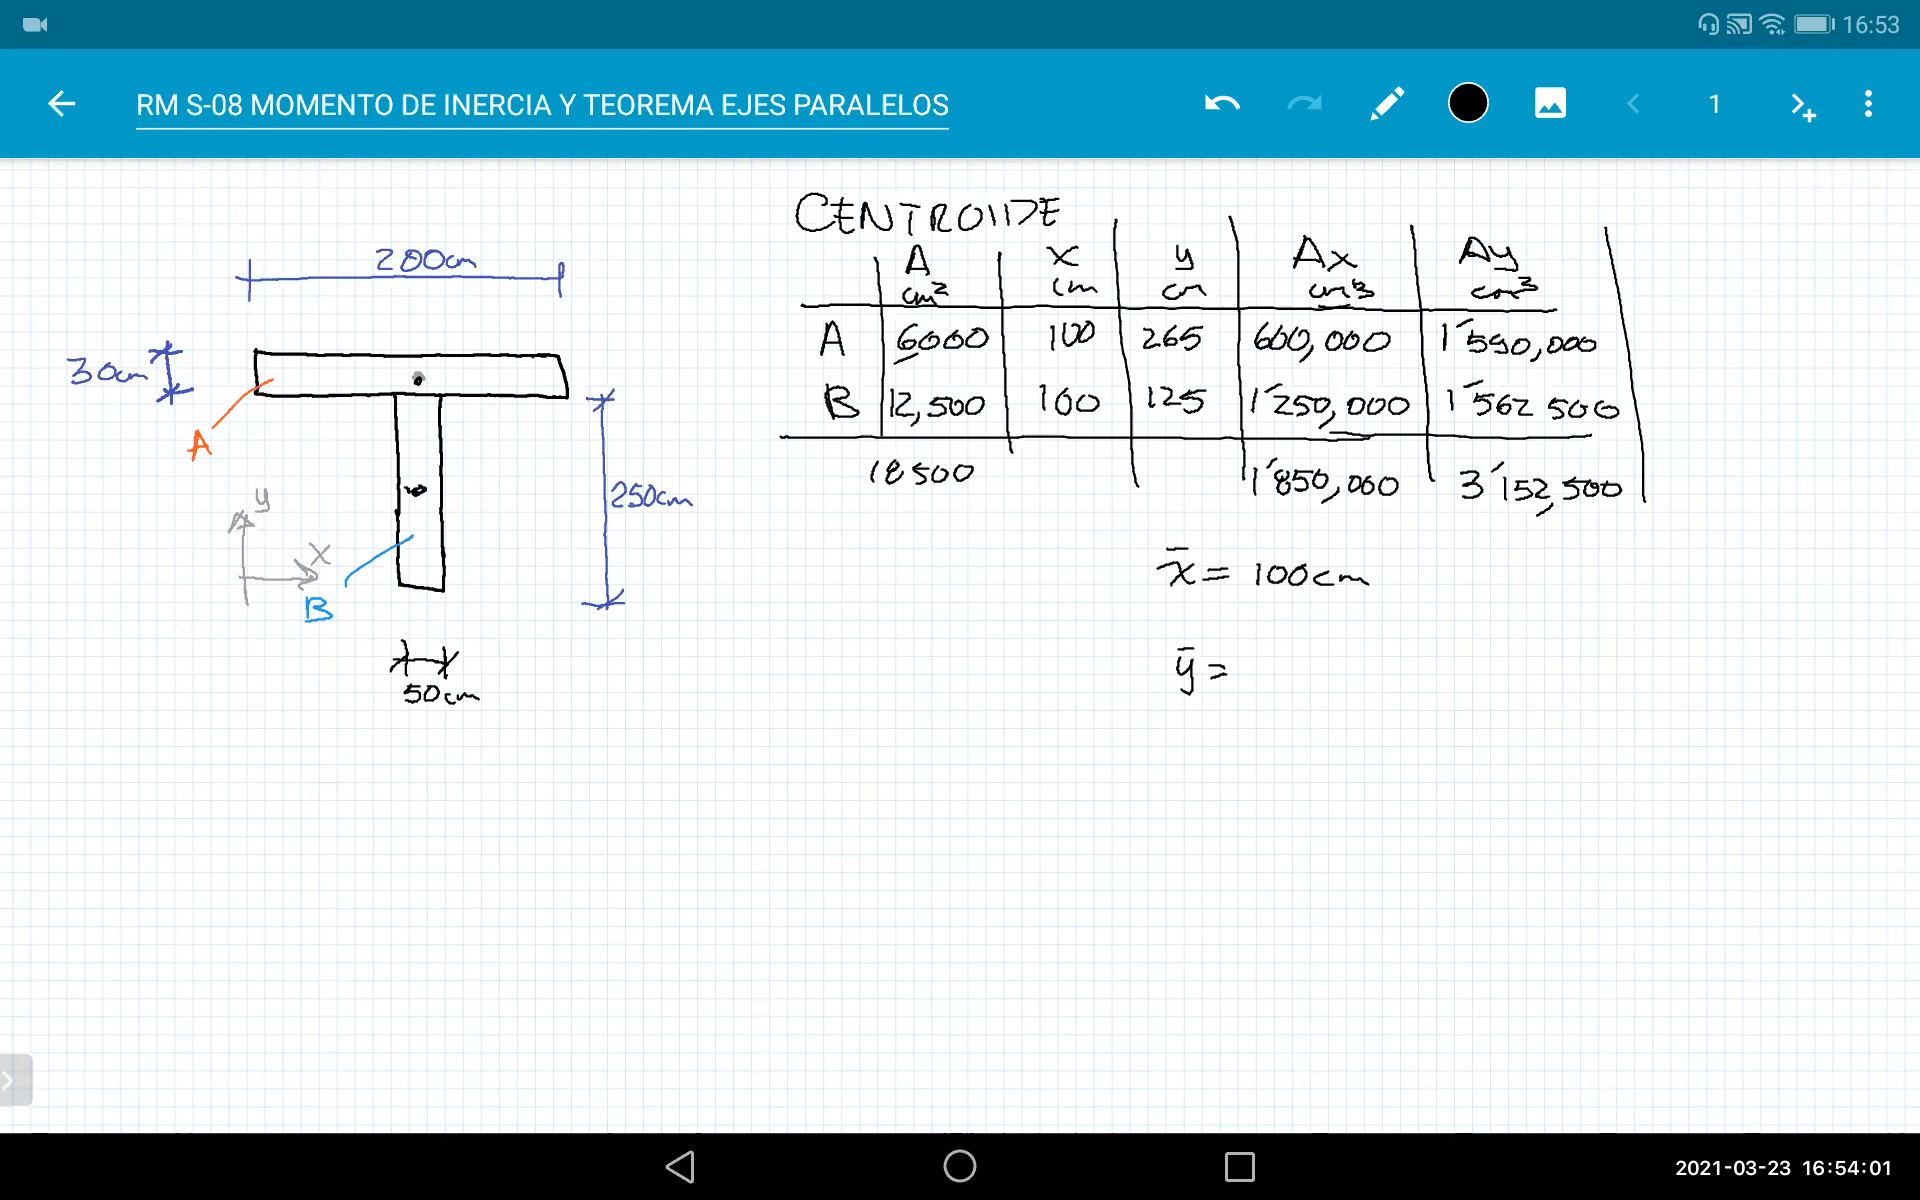 16:53
RM S-08 MOMENTO DE INERCIA Y TEOREMA EJES PARALELOS
1
CENTROIDE
A x y Ax Ay
cm² cm cm cm³ cm³
A 6000 100 265 600,000 1´590,000
B 12,500 100 125 1´250,000 1´562 500
18500 1´850,000 3´152,500
x̄ = 100cm
ȳ =
200cm
30cm
A
250cm
y
x
B
50cm
2021-03-23 16:54:01